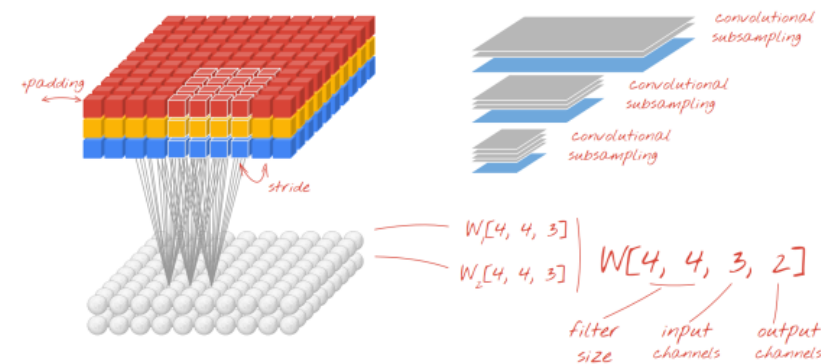 +padding
stride
convolutional
subsampling
convolutional
subsampling
convolutional
subsampling
W₁[4, 4, 3]
W₂[4, 4, 3]
W[4, 4, 3, 2]
filter
size
input
channels
output
channels